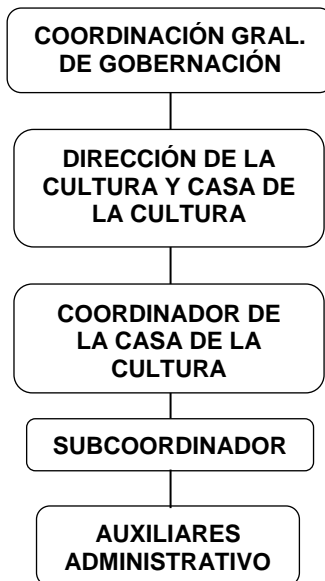 COORDINACIÓN GRAL.
DE GOBERNACIÓN
DIRECCIÓN DE LA
CULTURA Y CASA DE
LA CULTURA
COORDINADOR DE
LA CASA DE LA
CULTURA
SUBCOORDINADOR
AUXILIARES
ADMINISTRATIVO